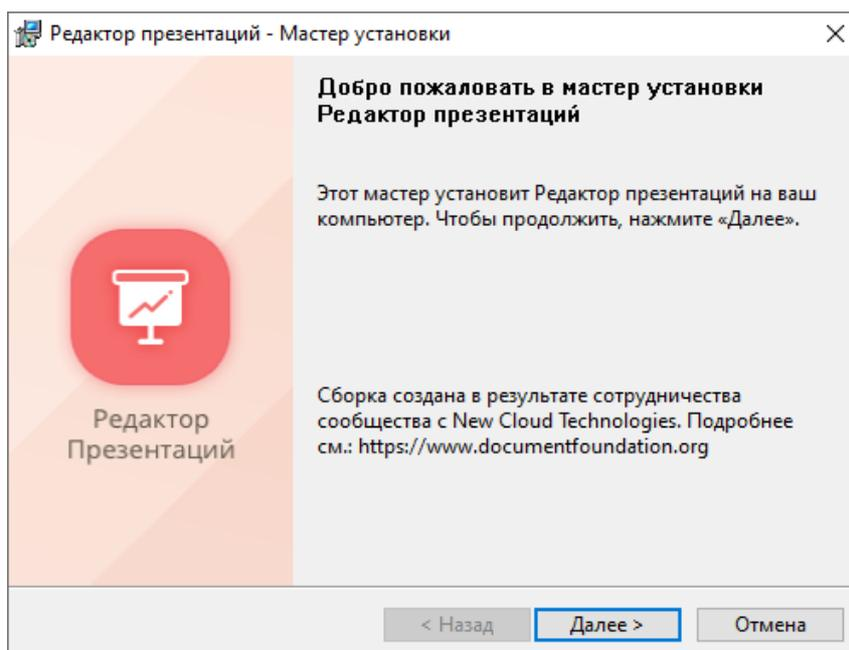 Редактор презентаций - Мастер установки
Добро пожаловать в мастер установки
Редактор презентаций
Этот мастер установит Редактор презентаций на ваш
компьютер. Чтобы продолжить, нажмите «Далее».
Редактор
Презентаций
Сборка создана в результате сотрудничества
сообщества с New Cloud Technologies. Подробнее
см.: https://www.documentfoundation.org
< Назад
Далее >
Отмена